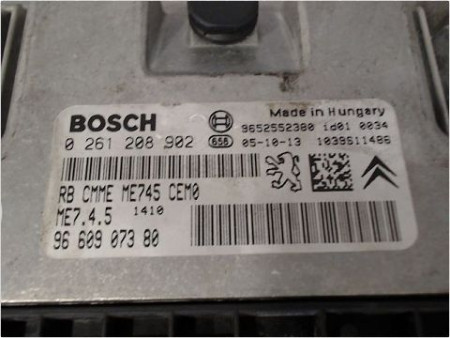 BOSCH
Made in Hungary
9652552380 id01 0034
0 261 208 902
658
05-10-13 1039S11486
RB CMME ME745 CEM0
ME7.4.5 1410
96 609 073 80